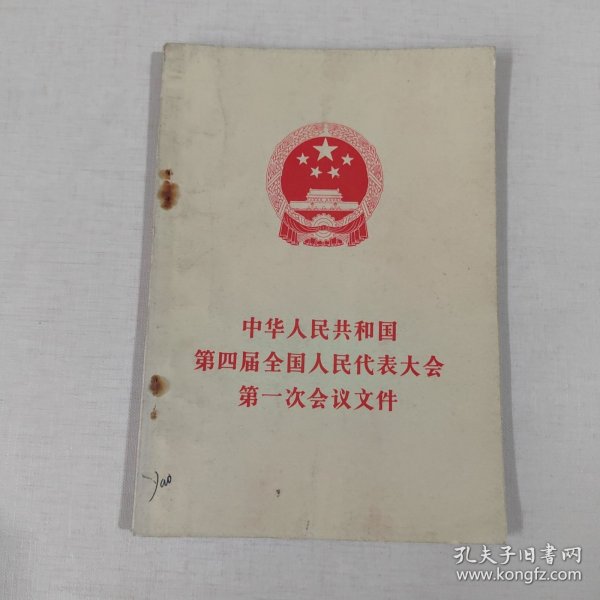 中华人民共和国
第四届全国人民代表大会
第一次会议文件
孔夫子旧书网
www.kongfz.com